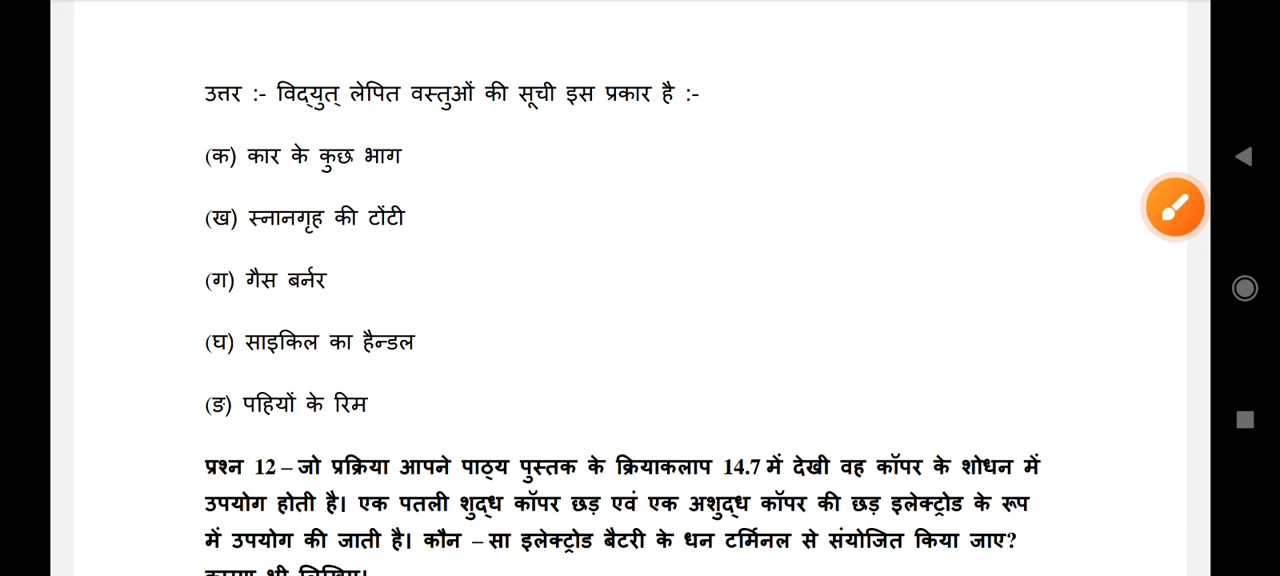 उत्तर :- विद्युत् लेपित वस्तुओं की सूची इस प्रकार है :-
(क) कार के कुछ भाग
(ख) स्नानगृह की टोंटी
(ग) गैस बर्नर
(घ) साइकिल का हैन्डल
(ङ) पहियों के रिम
प्रश्न 12 – जो प्रक्रिया आपने पाठ्य पुस्तक के क्रियाकलाप 14.7 में देखी वह कॉपर के शोधन में
उपयोग होती है। एक पतली शुद्ध कॉपर छड़ एवं एक अशुद्ध कॉपर की छड़ इलेक्ट्रोड के रूप
में उपयोग की जाती है। कौन – सा इलेक्ट्रोड बैटरी के धन टर्मिनल से संयोजित किया जाए?
कारण भी लिखिए।